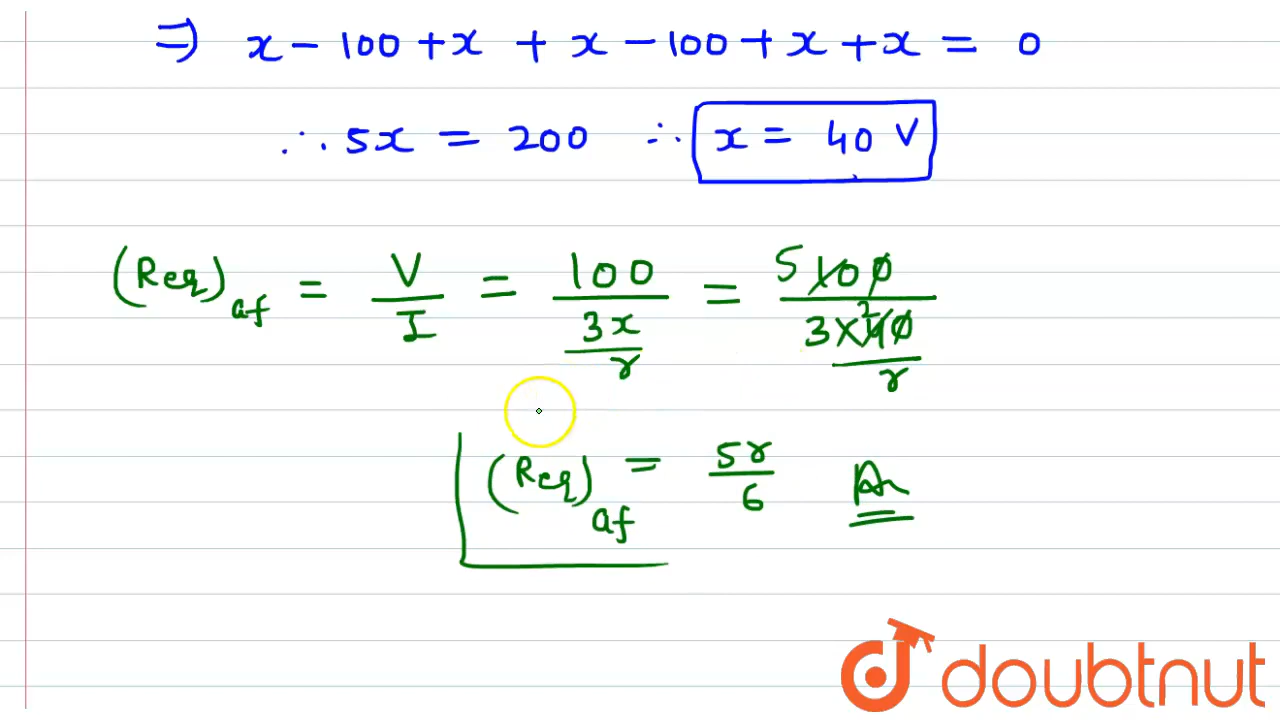 ⇒ x - 100 + x + x - 100 + x + x = 0
∴ 5x = 200 ∴ x = 40 V
(Req)af = V/I = 100/(3x/r) = 5 100/(3×2 40/r)
(Req)af = 5r/6 An
doubtnut